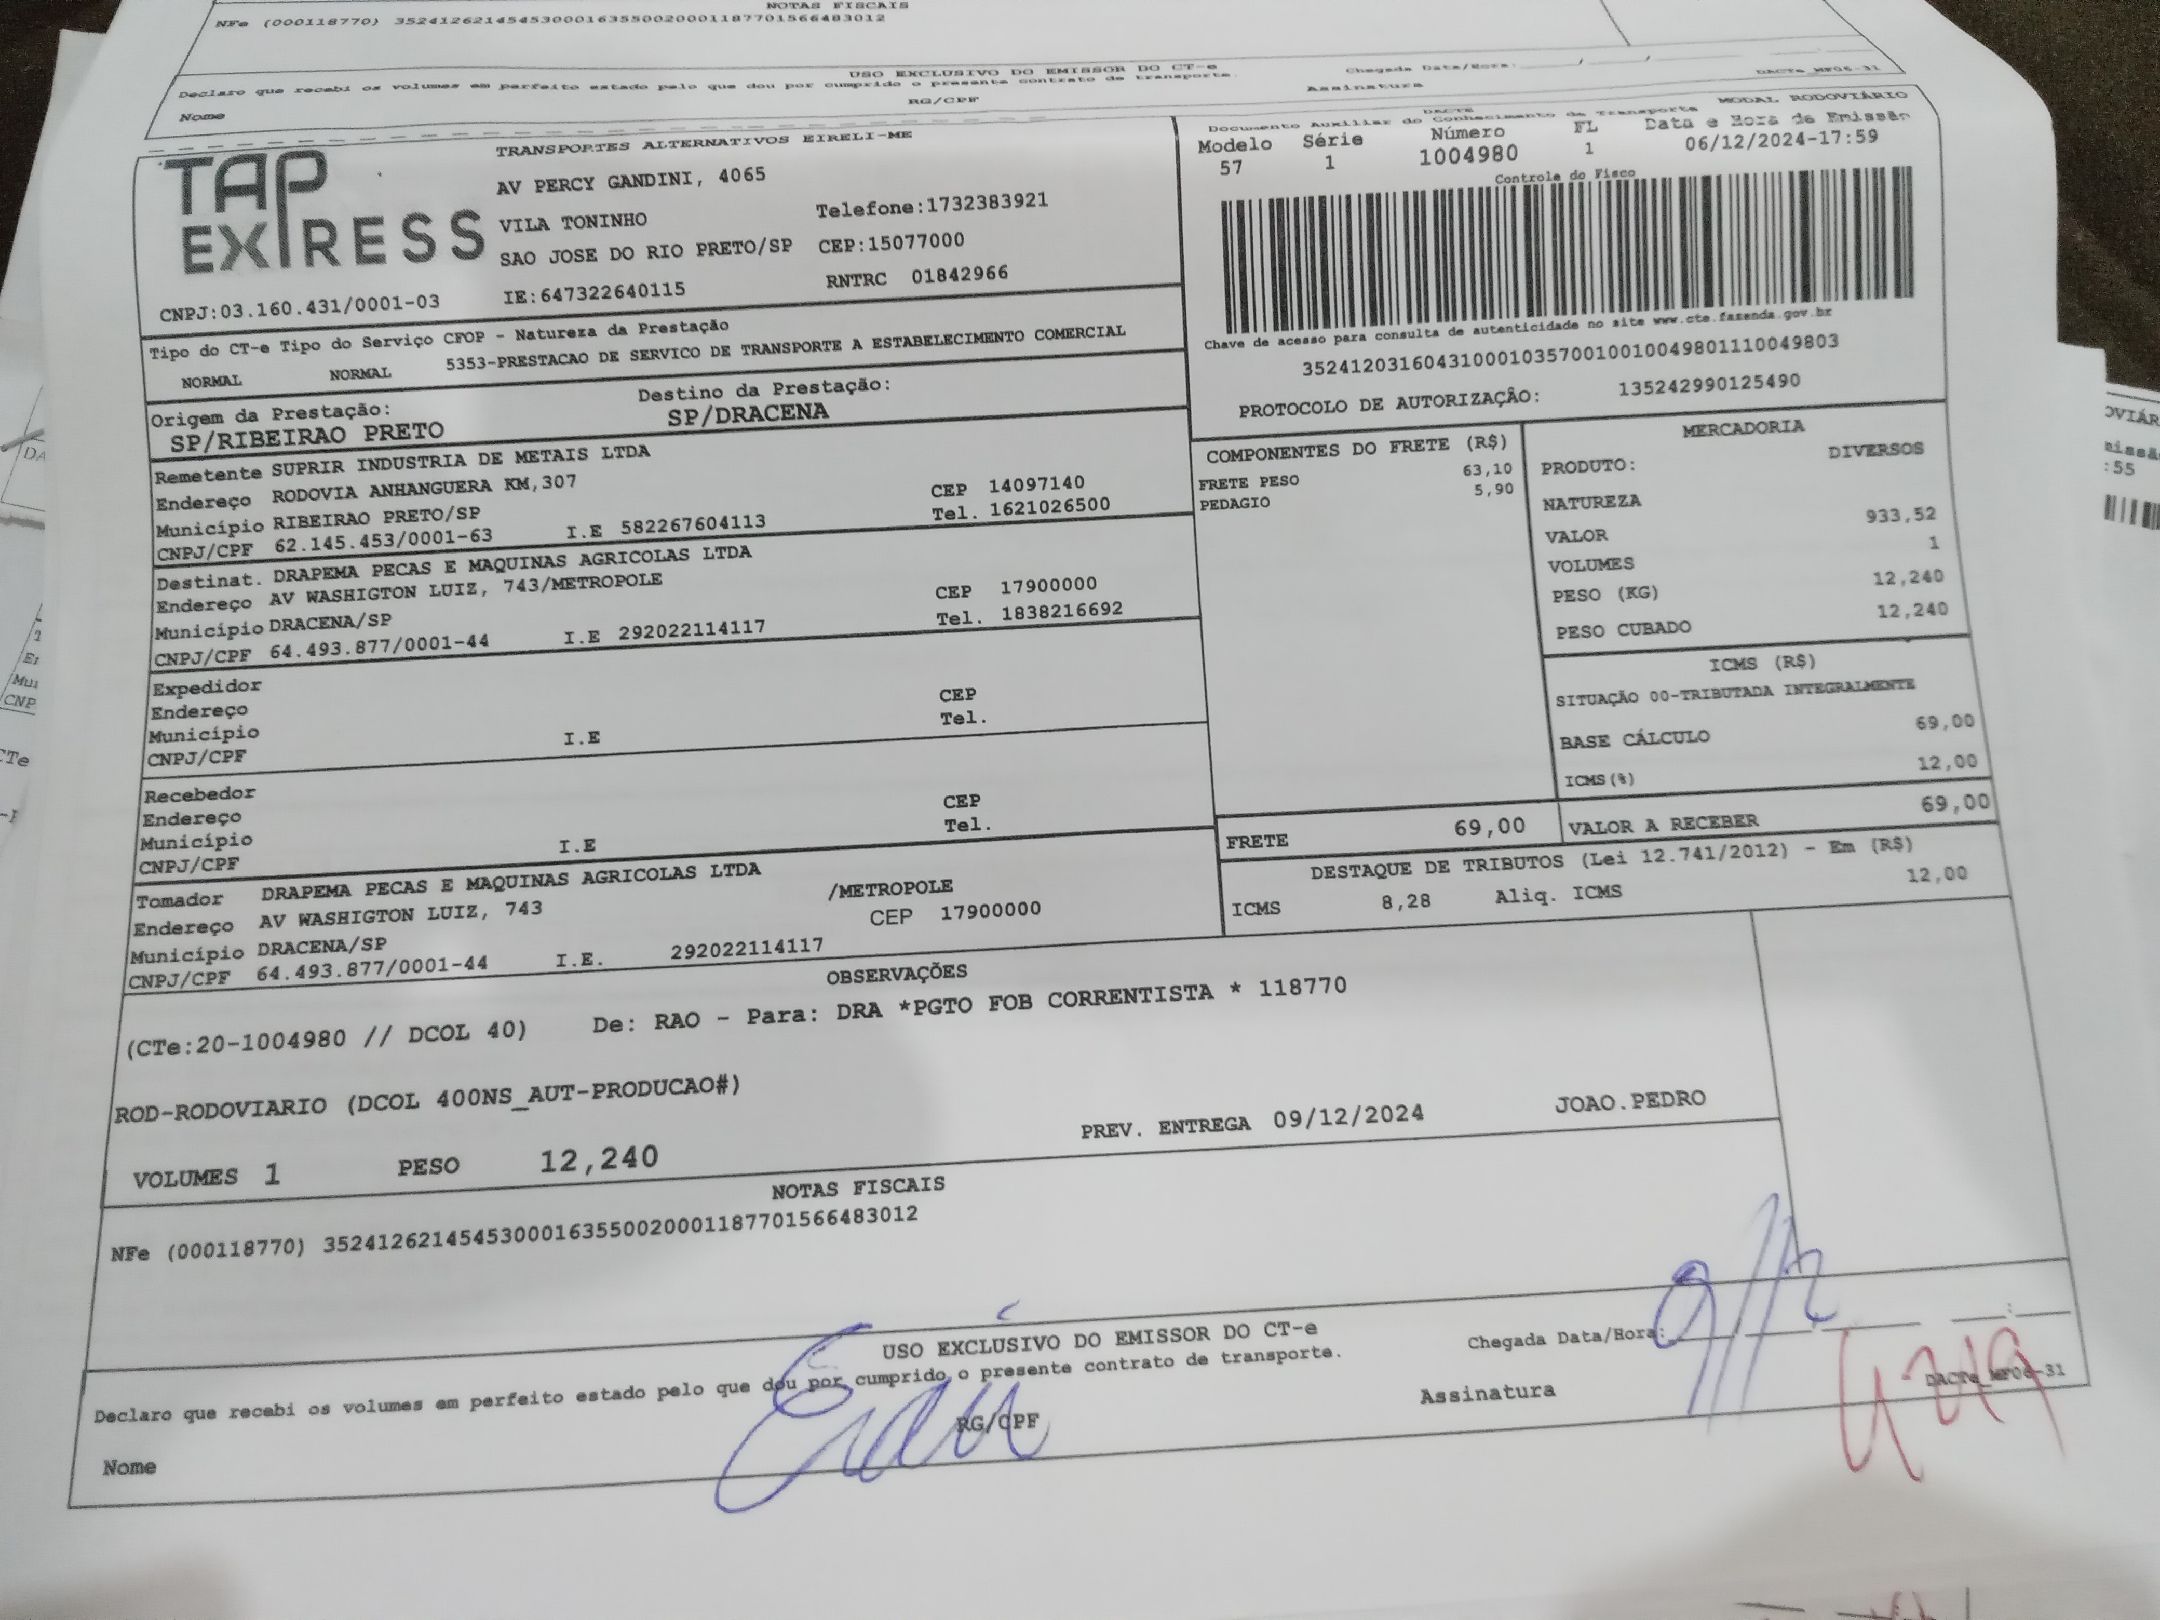 NOTAS FISCAIS
NFe (000118770) 35241262145453000163550020001187701566483012
USO EXCLUSIVO DO EMISSOR DO CT-e
Declaro que recebi os volumes em perfeito estado pelo que dou por cumprido o presente contrato de transporte.
Chegada Data/Hora: / /
Nome
RG/CPF
Assinatura
DACTe_MF06-31
TAP EXPRESS
TRANSPORTES ALTERNATIVOS EIRELI-ME
AV PERCY GANDINI, 4065
VILA TONINHO
Telefone:1732383921
SAO JOSE DO RIO PRETO/SP CEP:15077000
CNPJ:03.160.431/0001-03
IE:647322640115
RNTRC 01842966
DACTE
MODAL RODOVIÁRIO
Documento Auxiliar do Conhecimento de Transporte
Modelo Série Número FL Data e Hora de Emissão
57 1 1004980 1 06/12/2024-17:59
Controle do Fisco
Chave de acesso para consulta de autenticidade no site www.cte.fazenda.gov.br
35241203160431000103570010010049801110049803
PROTOCOLO DE AUTORIZAÇÃO: 135242990125490
Tipo do CT-e Tipo do Serviço CFOP - Natureza da Prestação
NORMAL NORMAL 5353-PRESTACAO DE SERVICO DE TRANSPORTE A ESTABELECIMENTO COMERCIAL
Origem da Prestação: Destino da Prestação:
SP/RIBEIRAO PRETO SP/DRACENA
Remetente SUPRIR INDUSTRIA DE METAIS LTDA
Endereço RODOVIA ANHANGUERA KM,307 CEP 14097140
Município RIBEIRAO PRETO/SP Tel. 1621026500
CNPJ/CPF 62.145.453/0001-63 I.E 582267604113
Destinat. DRAPEMA PECAS E MAQUINAS AGRICOLAS LTDA
Endereço AV WASHIGTON LUIZ, 743/METROPOLE CEP 17900000
Município DRACENA/SP Tel. 1838216692
CNPJ/CPF 64.493.877/0001-44 I.E 292022114117
Expedidor
Endereço CEP
Município Tel.
CNPJ/CPF I.E
Recebedor
Endereço CEP
Município Tel.
CNPJ/CPF I.E
Tomador DRAPEMA PECAS E MAQUINAS AGRICOLAS LTDA
Endereço AV WASHIGTON LUIZ, 743 /METROPOLE
Município DRACENA/SP CEP 17900000
CNPJ/CPF 64.493.877/0001-44 I.E. 292022114117
COMPONENTES DO FRETE (R$)
FRETE PESO 63,10
PEDAGIO 5,90
MERCADORIA
PRODUTO: DIVERSOS
NATUREZA
VALOR 933,52
VOLUMES 1
PESO (KG) 12,240
PESO CUBADO 12,240
ICMS (R$)
SITUAÇÃO 00-TRIBUTADA INTEGRALMENTE
BASE CÁLCULO 69,00
ICMS(%) 12,00
FRETE 69,00 VALOR A RECEBER 69,00
DESTAQUE DE TRIBUTOS (Lei 12.741/2012) - Em (R$)
ICMS 8,28 Aliq. ICMS 12,00
OBSERVAÇÕES
(CTe:20-1004980 // DCOL 40) De: RAO - Para: DRA *PGTO FOB CORRENTISTA * 118770
ROD-RODOVIARIO (DCOL 400NS_AUT-PRODUCAO#)
VOLUMES 1 PESO 12,240 PREV. ENTREGA 09/12/2024 JOAO.PEDRO
NOTAS FISCAIS
NFe (000118770) 35241262145453000163550020001187701566483012
USO EXCLUSIVO DO EMISSOR DO CT-e
Declaro que recebi os volumes em perfeito estado pelo que dou por cumprido o presente contrato de transporte.
Chegada Data/Hora: 9/12
Nome
RG/CPF
Assinatura
DACTe_MF06-31